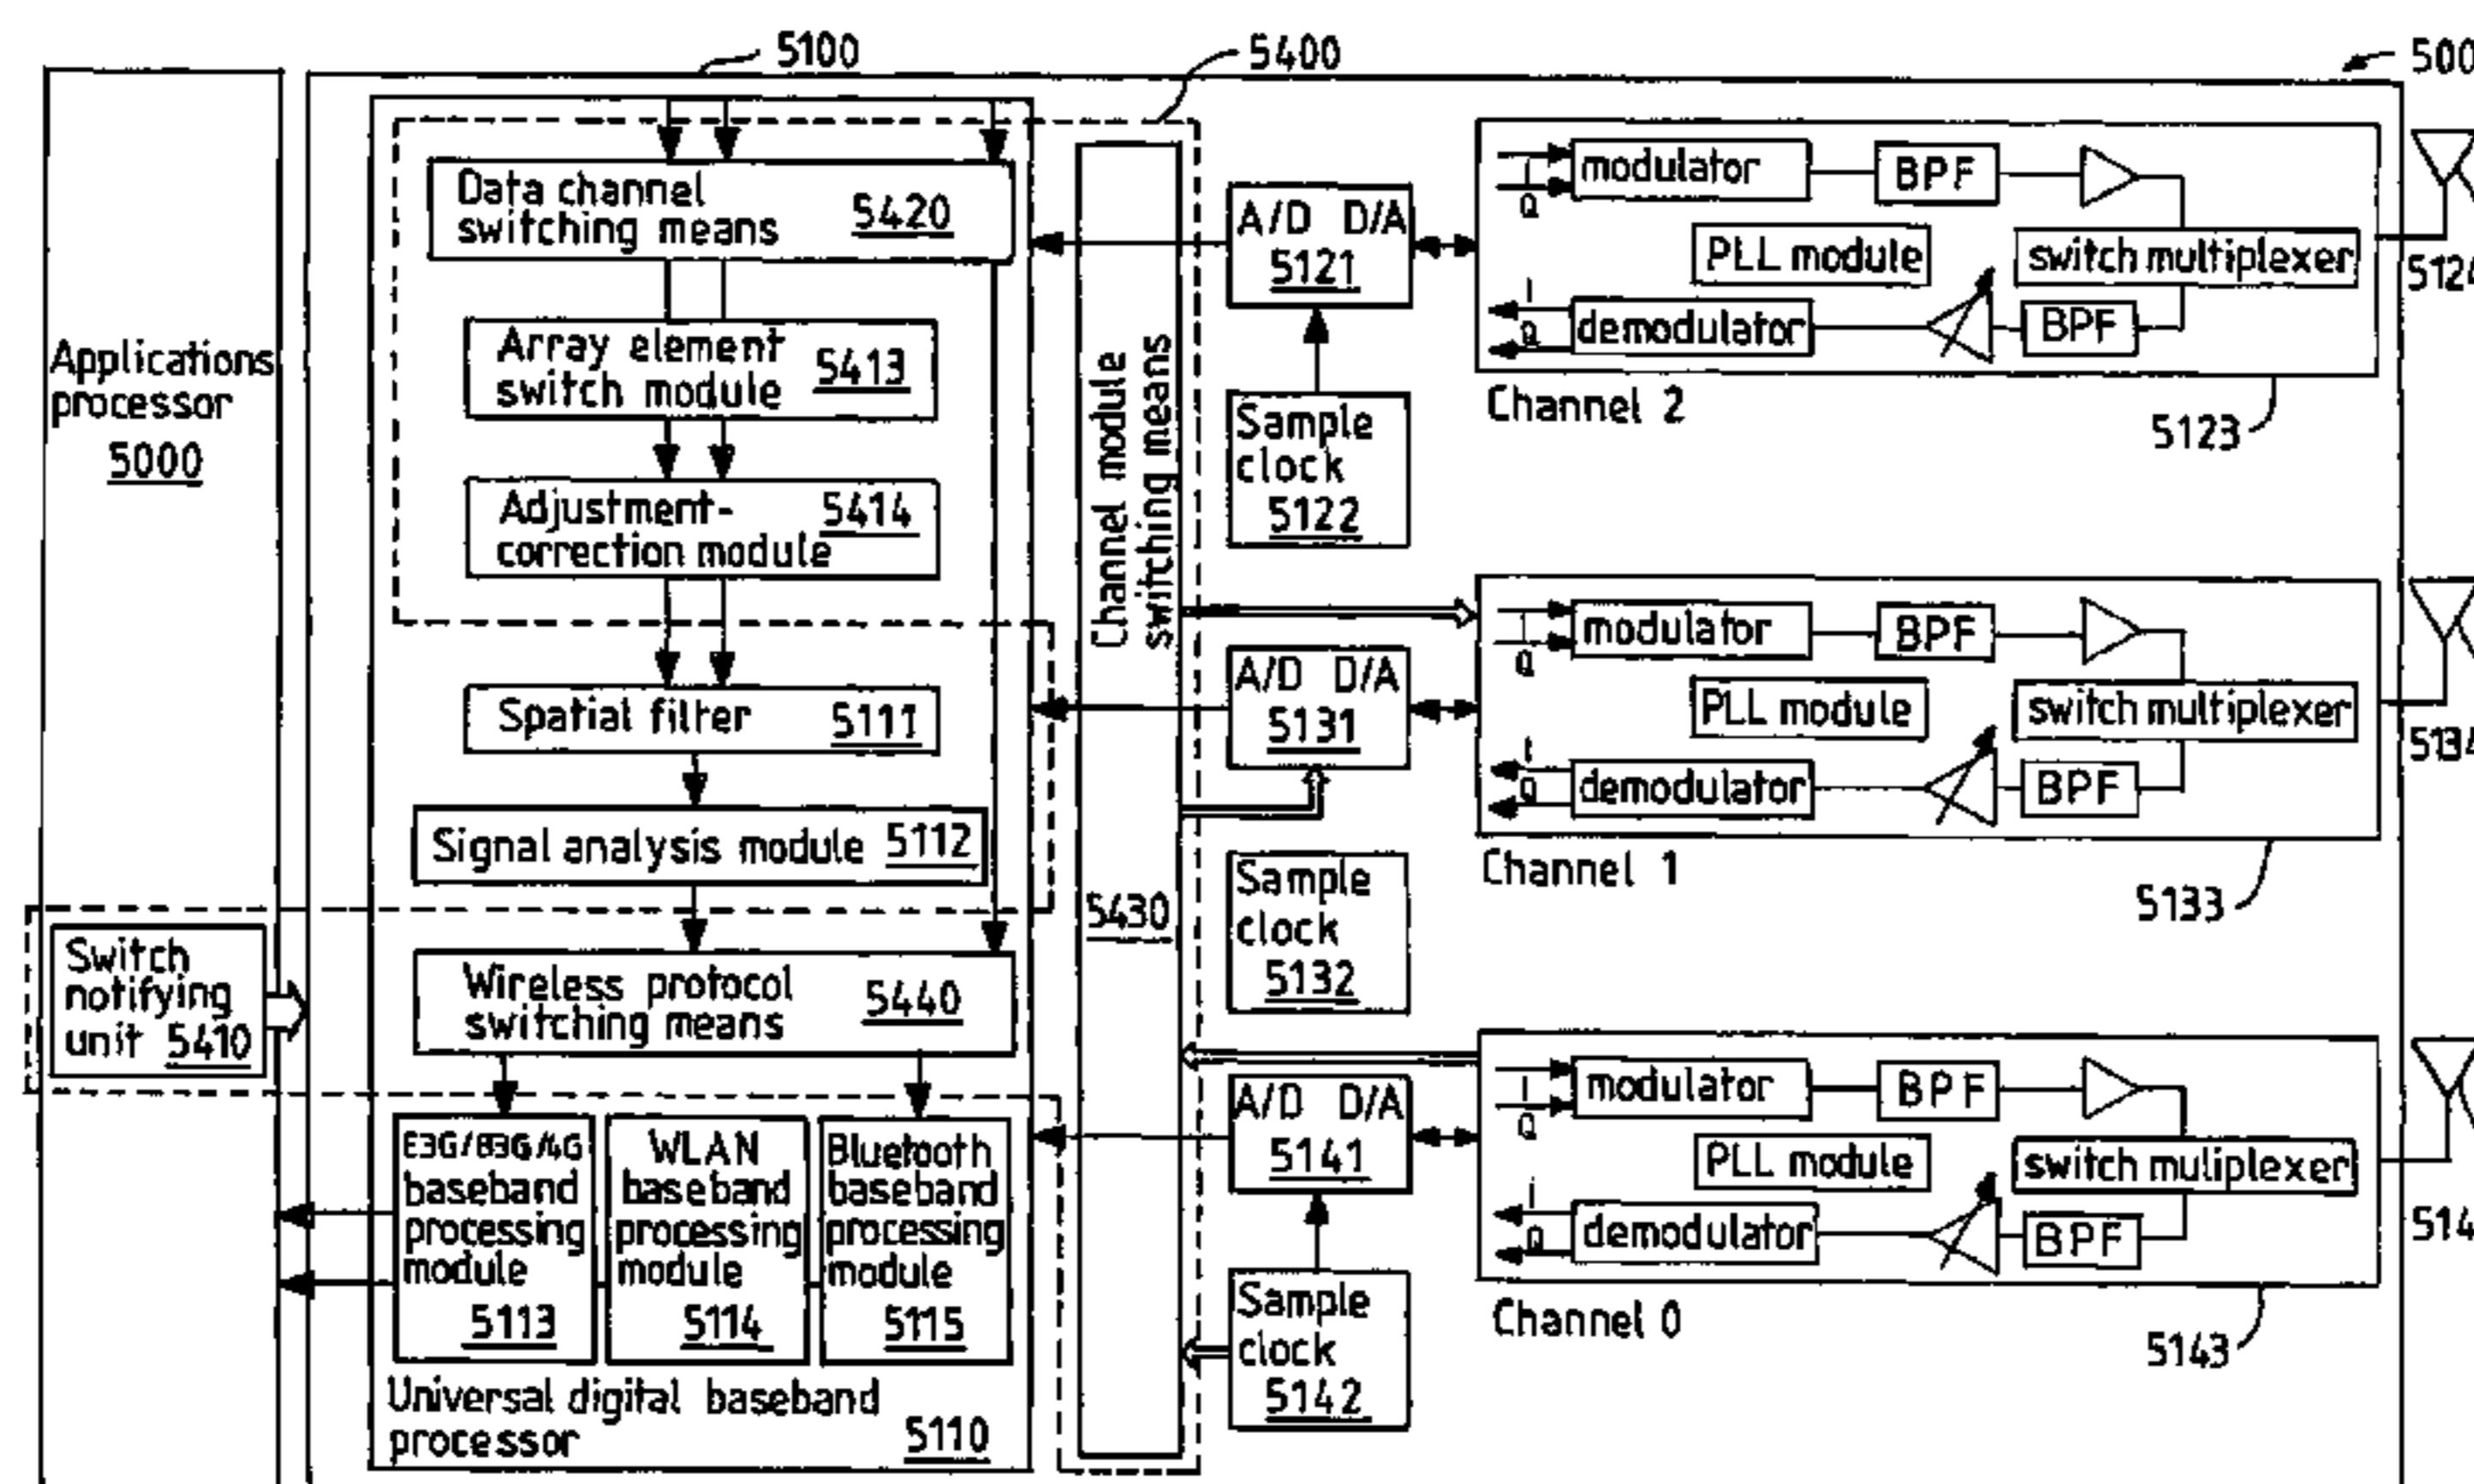 5100
5400
500
Applications
processor
5000
Switch
notifying
unit 5410
Data channel
switching means 5420
Array element
switch module 5413
Adjustment-
correction module 5414
Spatial filter 5111
Signal analysis module 5112
Wireless protocol
switching means 5440
E3G/B3G/4G
baseband
processing
module
5113
WLAN
baseband
processing
module
5114
Bluetooth
baseband
processing
module
5115
Universal digital baseband
processor 5110
Channel module
switching means
5430
A/D D/A
5121
Sample
clock
5122
A/D D/A
5131
Sample
clock
5132
A/D D/A
5141
Sample
clock
5142
I
Q
modulator
BPF
PLL module
switch multiplexer
I
Q
demodulator
BPF
Channel 2
5123
5124
I
Q
modulator
BPF
PLL module
switch multiplexer
I
Q
demodulator
BPF
Channel 1
5133
5134
I
Q
modulator
BPF
PLL module
switch muliplexer
I
Q
demodulator
BPF
Channel 0
5143
514